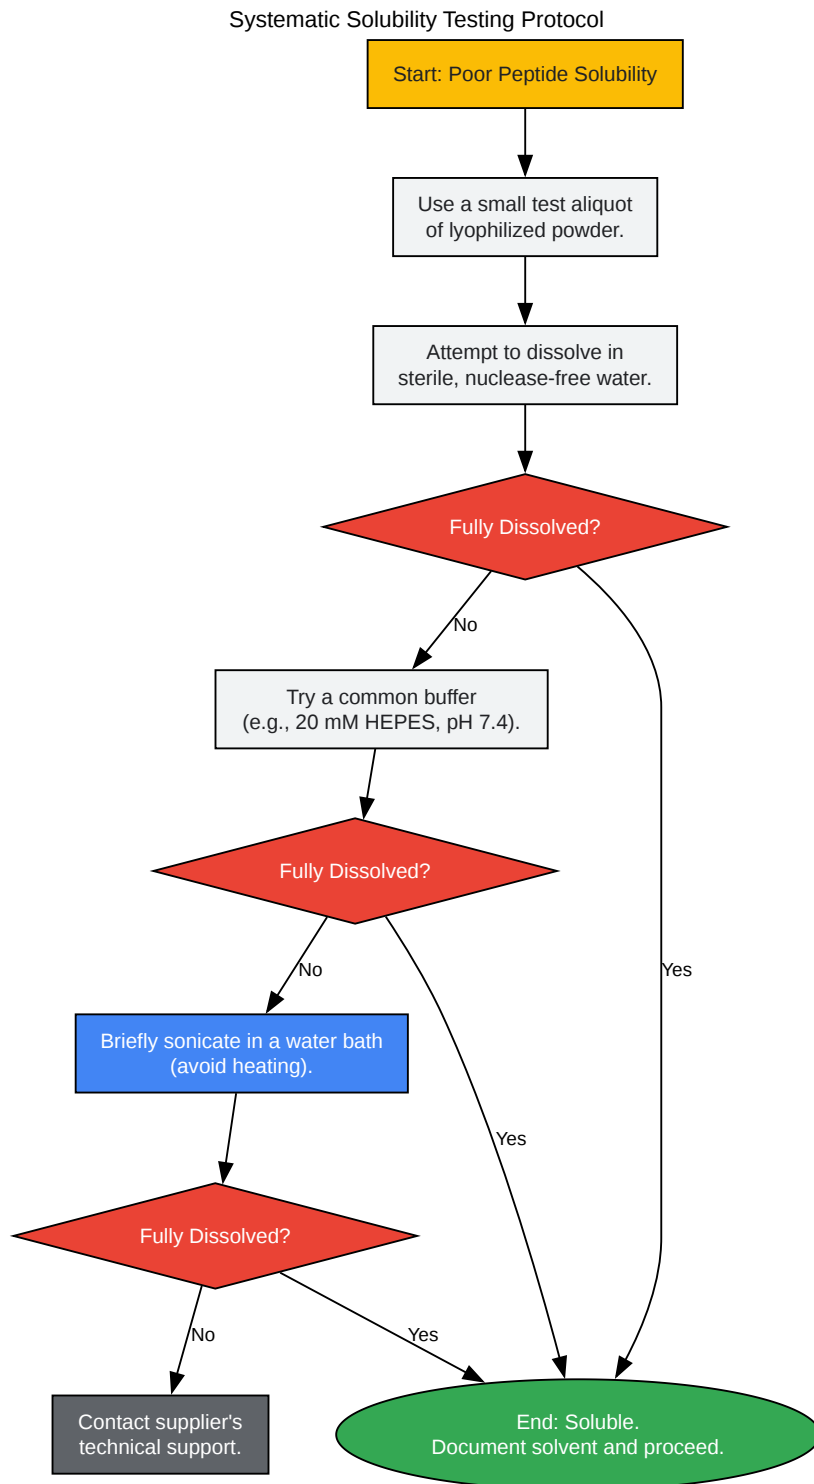 Systematic Solubility Testing Protocol
Start: Poor Peptide Solubility
Use a small test aliquot
of lyophilized powder.
Attempt to dissolve in
sterile, nuclease-free water.
Fully Dissolved?
No
Try a common buffer
(e.g., 20 mM HEPES, pH 7.4).
Fully Dissolved?
No
Yes
Briefly sonicate in a water bath
(avoid heating).
Yes
Fully Dissolved?
No
Yes
Contact supplier's
technical support.
End: Soluble.
Document solvent and proceed.